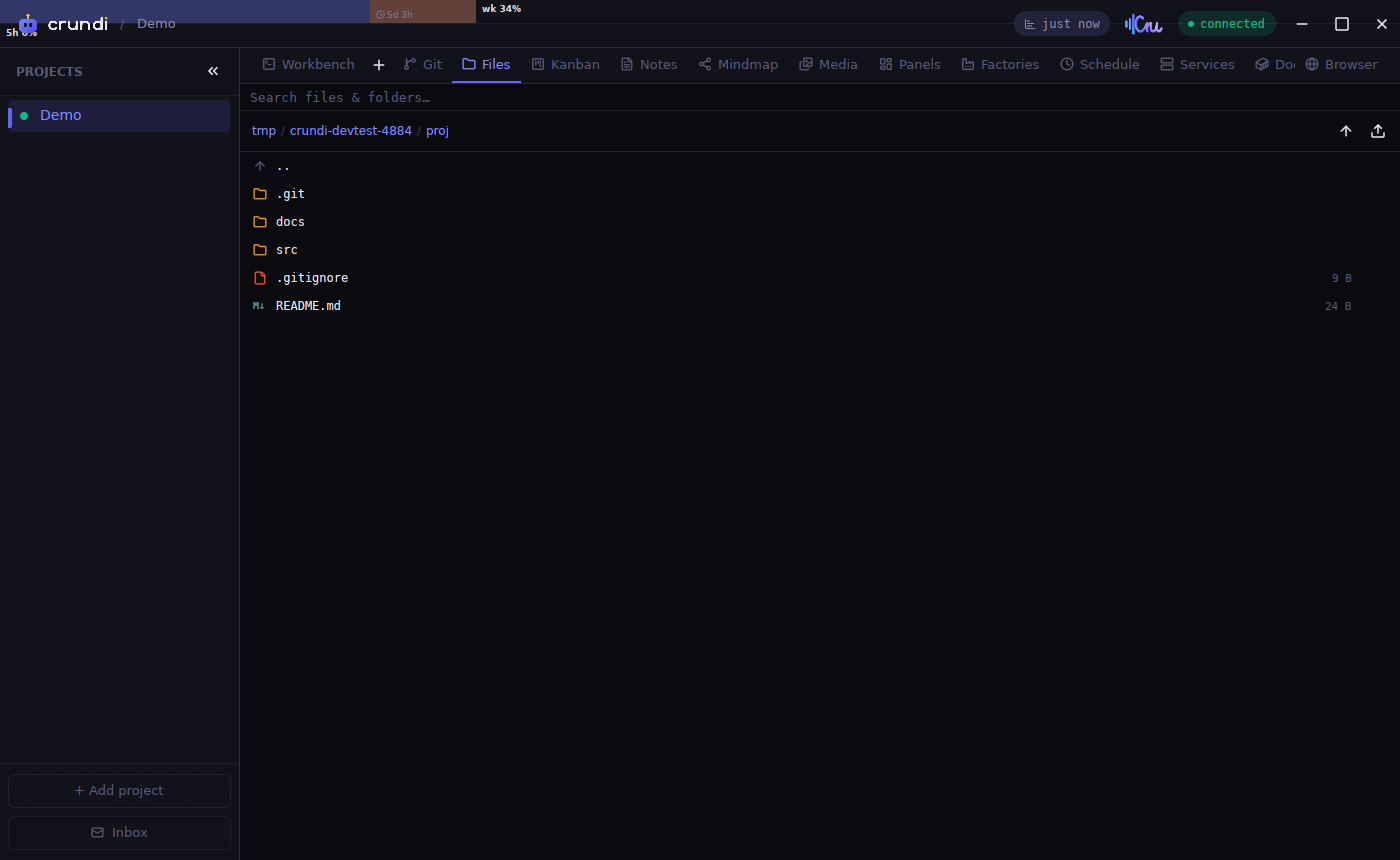 5d 3h
wk 34%
crundi / Demo
5h
just now
Cru
connected
PROJECTS
Workbench
Git
Files
Kanban
Notes
Mindmap
Media
Panels
Factories
Schedule
Services
Doc
Browser
Search files & folders…
Demo
tmp / crundi-devtest-4884 / proj
..
.git
docs
src
.gitignore 9 B
M↓ README.md 24 B
+ Add project
Inbox